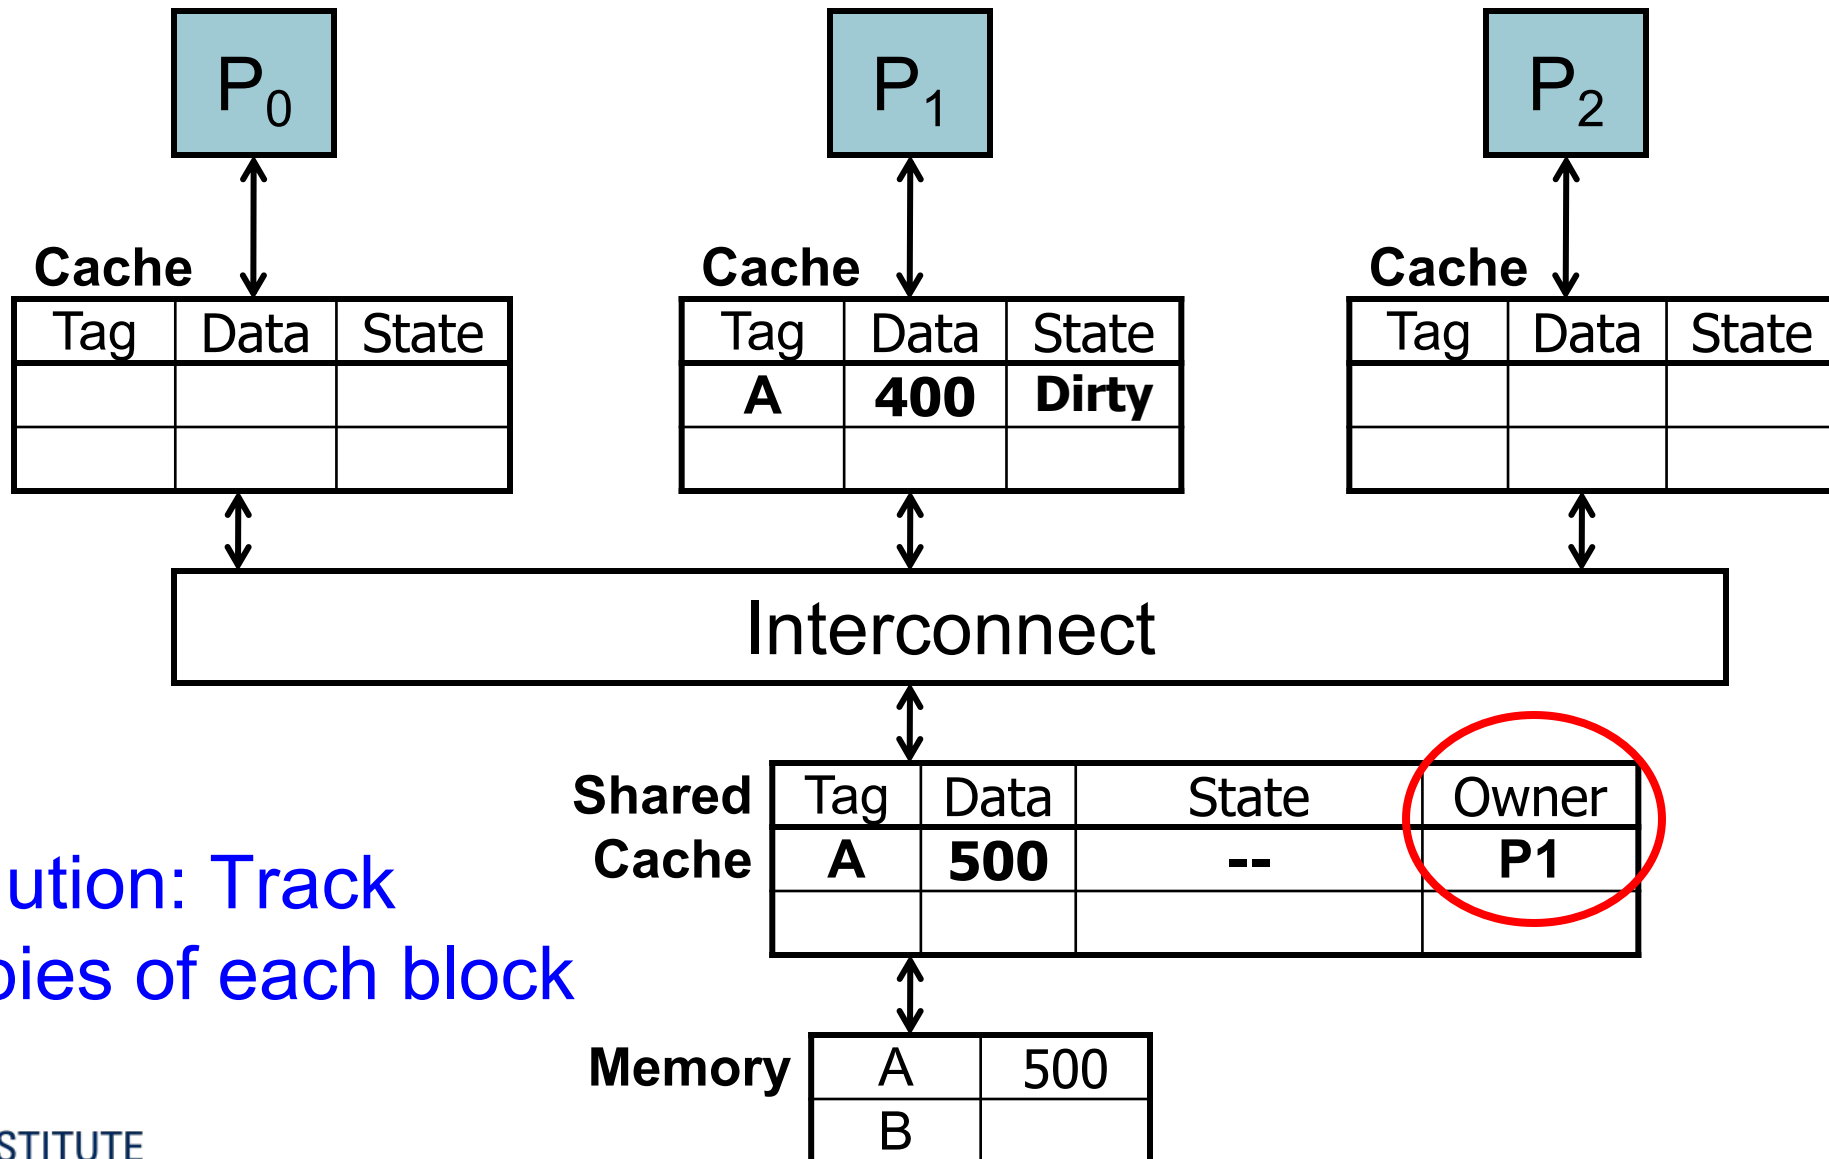 P0 P1 P2
Cache Cache Cache
Tag Data State Tag Data State Tag Data State
A 400 Dirty
Interconnect
Shared Tag Data State Owner
Cache A 500 -- P1
ution: Track
pies of each block
Memory A 500
B
STITUTE